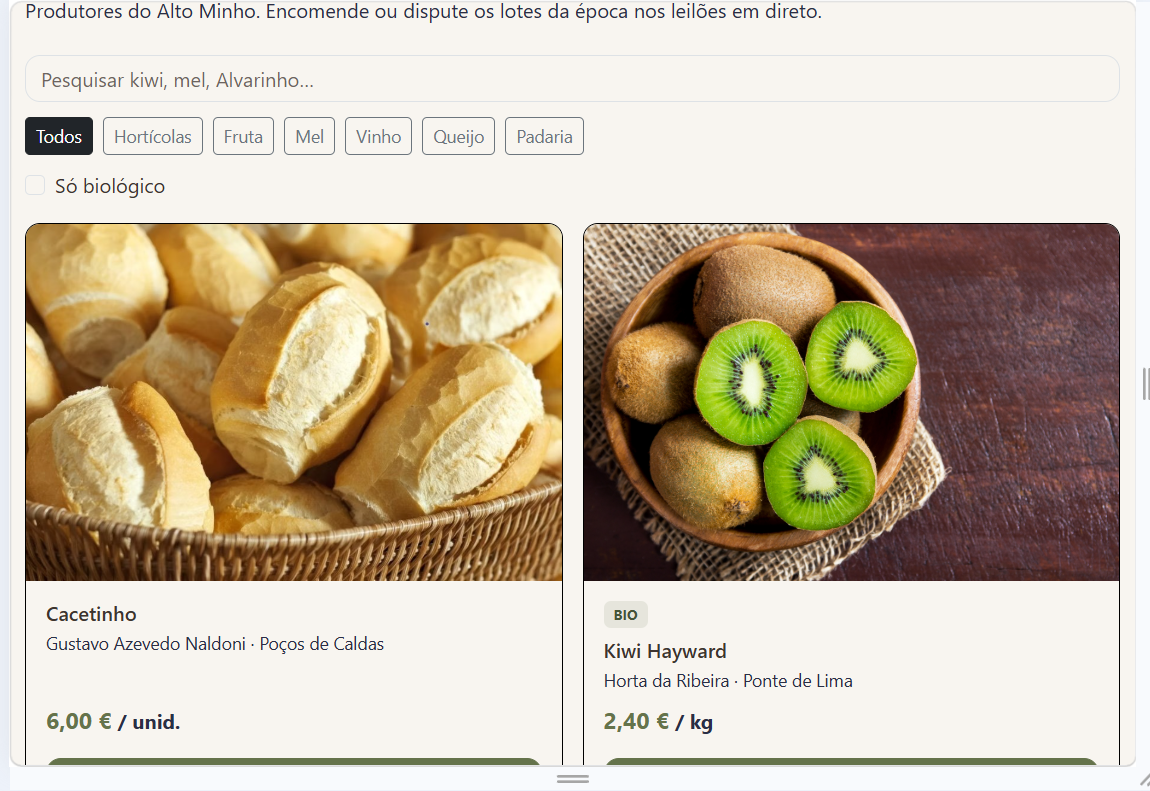 Produtores do Alto Minho. Encomende ou dispute os lotes da época nos leilões em direto.
Pesquisar kiwi, mel, Alvarinho...
Todos
Hortícolas
Fruta
Mel
Vinho
Queijo
Padaria
Só biológico
Cacetinho
Gustavo Azevedo Naldoni · Poços de Caldas
6,00 € / unid.
BIO
Kiwi Hayward
Horta da Ribeira · Ponte de Lima
2,40 € / kg